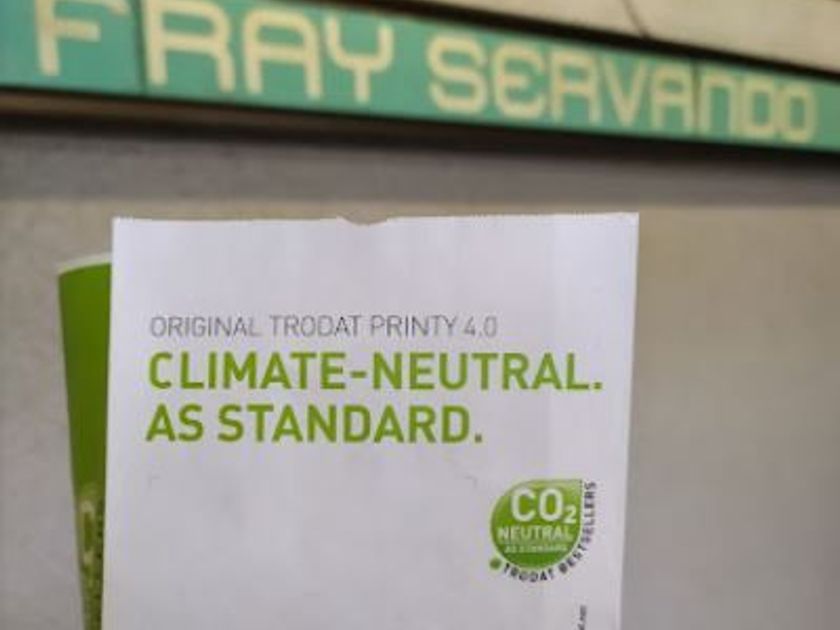 FRAY SERVANDO
ORIGINAL TRODAT PRINTY 4.0
CLIMATE-NEUTRAL.
AS STANDARD.
CO₂
NEUTRAL
AS STANDARD
TRODAT BESTSELLERS